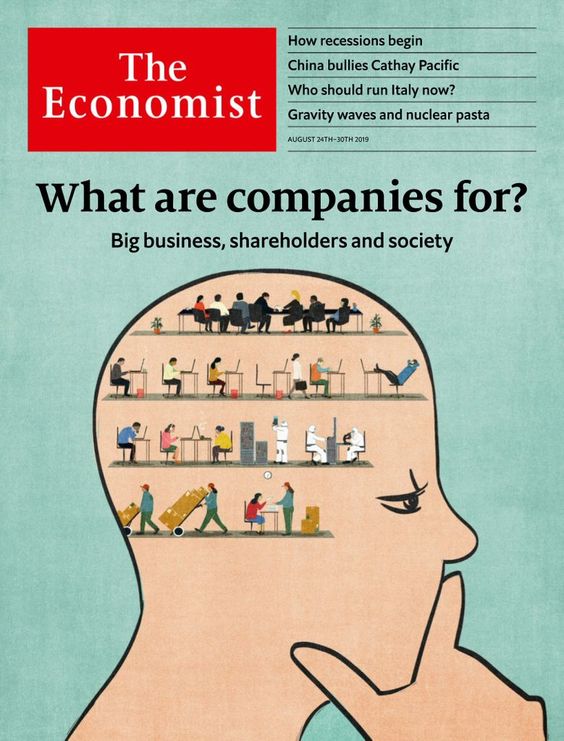 The
Economist
How recessions begin
China bullies Cathay Pacific
Who should run Italy now?
Gravity waves and nuclear pasta
AUGUST 24TH–30TH 2019
What are companies for?
Big business, shareholders and society